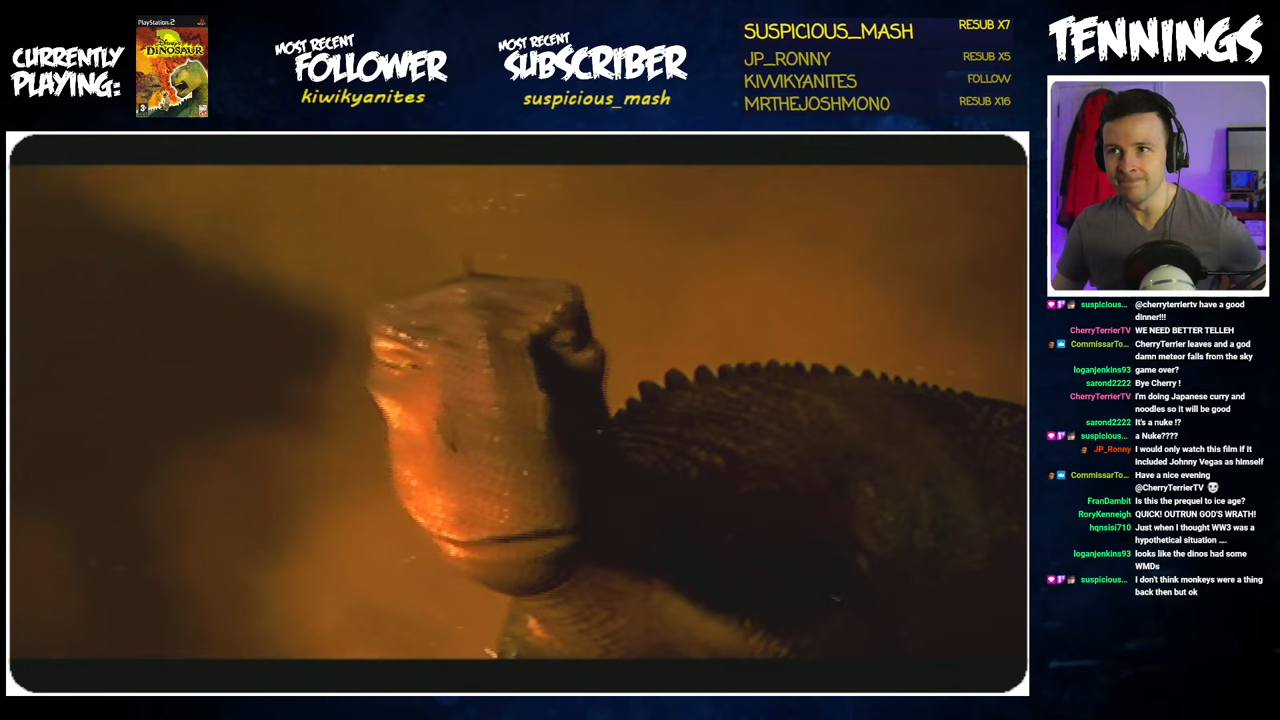 CURRENTLY
PLAYING:
PlayStation 2
Disney's
DINOSAUR
3+
MOST RECENT
FOLLOWER
kiwikyanites
MOST RECENT
SUBSCRIBER
suspicious_mash
SUSPICIOUS_MASH RESUB X7
JP_RONNY RESUB X5
KIWIKYANITES FOLLOW
MRTHEJOSHMON0 RESUB X16
TENNINGS
suspicious... @cherryterriertv have a good
dinner!!!
CherryTerrierTV WE NEED BETTER TELLEH
CommissarTo... CherryTerrier leaves and a god
damn meteor falls from the sky
loganjenkins93 game over?
sarond2222 Bye Cherry !
CherryTerrierTV I'm doing Japanese curry and
noodles so it will be good
sarond2222 It's a nuke !?
suspicious... a Nuke????
JP_Ronny I would only watch this film if it
included Johnny Vegas as himself
CommissarTo... Have a nice evening
@CherryTerrierTV
FranDambit Is this the prequel to ice age?
RoryKenneigh QUICK! OUTRUN GOD'S WRATH!
hqnsisi710 Just when I thought WW3 was a
hypothetical situation ....
loganjenkins93 looks like the dinos had some
WMDs
suspicious... I don't think monkeys were a thing
back then but ok